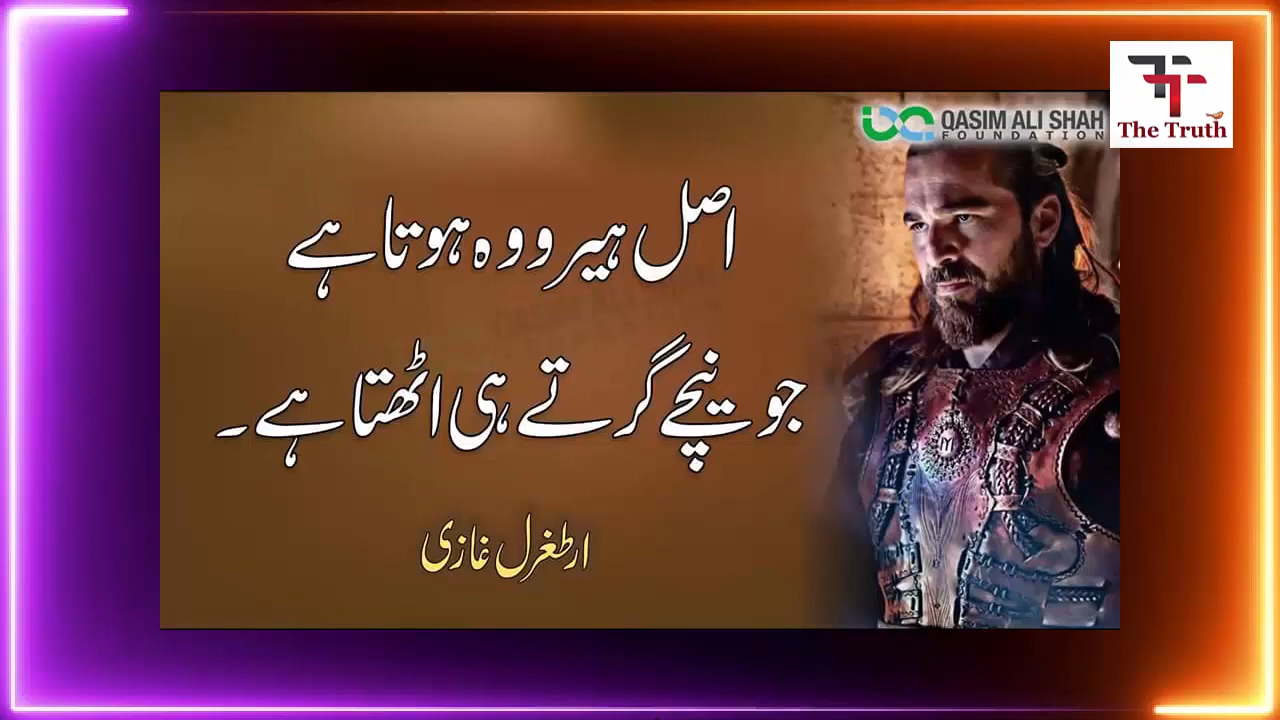 QASIM ALI SHAH
FOUNDATION
The Truth
اصل ہیرو وہ ہوتا ہے
جو نیچے گرتے ہی اٹھتا ہے۔
ارطغرل غازی